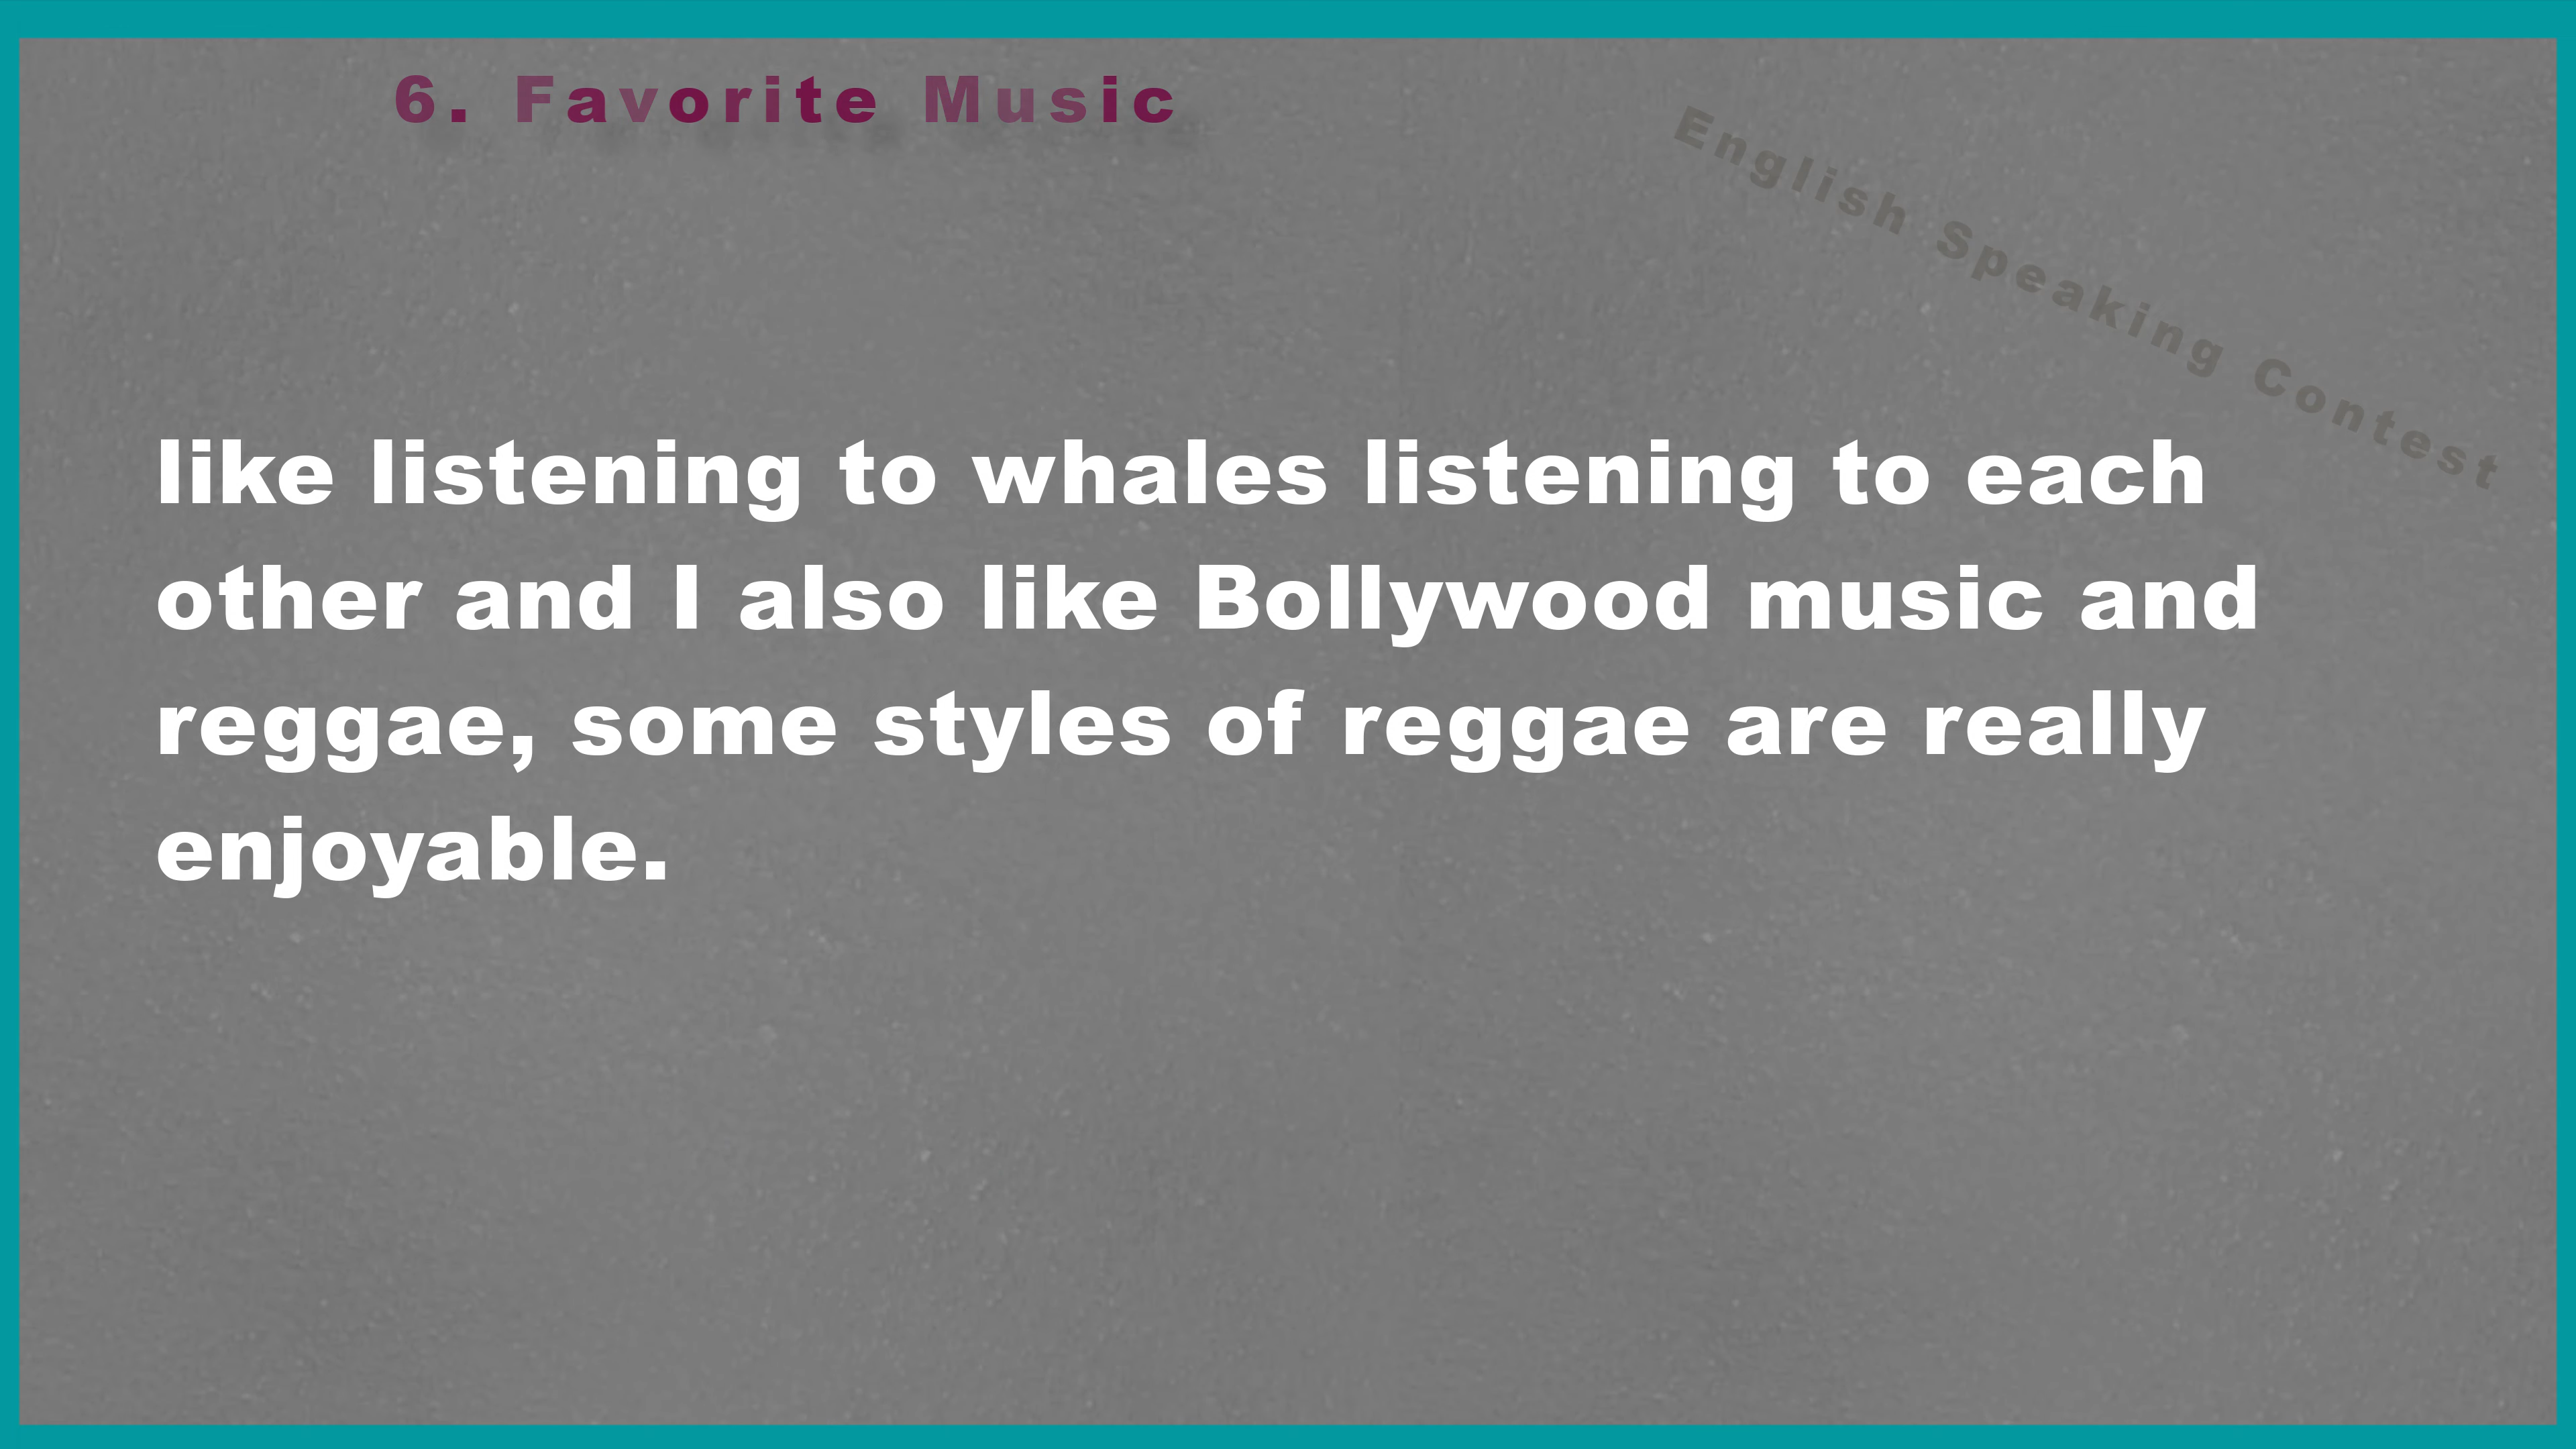 6. Favorite Music
English Speaking Contest
like listening to whales listening to each
other and I also like Bollywood music and
reggae, some styles of reggae are really
enjoyable.